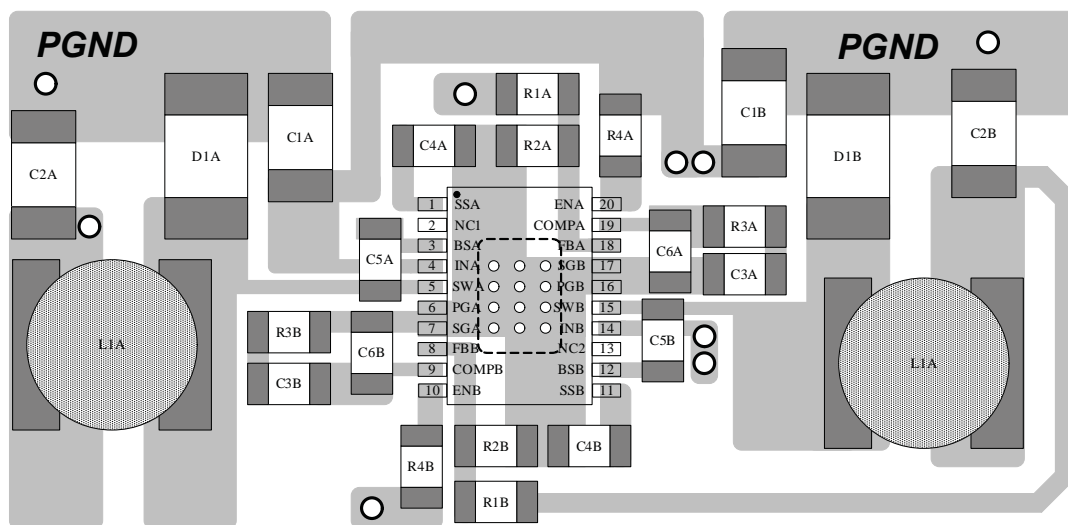 PGND
PGND
R1A
C1B
C2B
C1A
R4A
C4A
R2A
D1A
D1B
C2A
1 SSA ENA 20
2 NC1 COMPA 19
3 BSA FBA 18
4 INA SGB 17
5 SWA PGB 16
6 PGA SWB 15
7 SGA INB 14
8 FBB NC2 13
9 COMPB BSB 12
10 ENB SSB 11
R3A
C6A
C5A
C3A
R3B
C5B
L1A
C6B
L1A
C3B
R2B
C4B
R4B
R1B